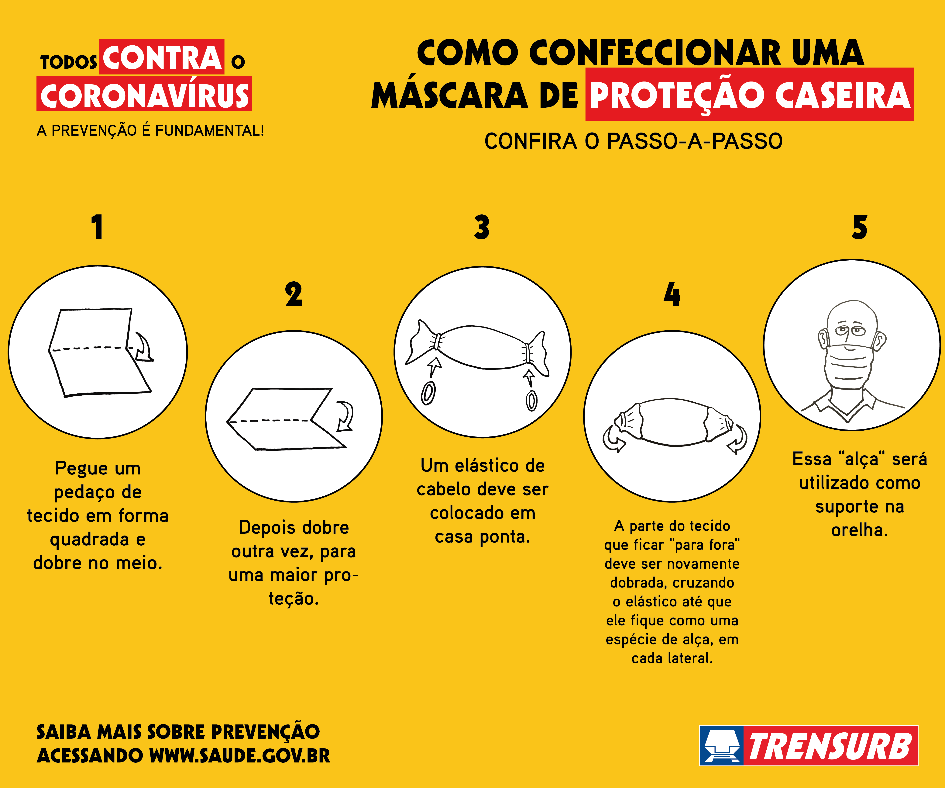 TODOS CONTRA O
CORONAVÍRUS
A PREVENÇÃO É FUNDAMENTAL!
COMO CONFECCIONAR UMA
MÁSCARA DE PROTEÇÃO CASEIRA
CONFIRA O PASSO-A-PASSO
1
Pegue um
pedaço de
tecido em forma
quadrada e
dobre no meio.
2
Depois dobre
outra vez, para
uma maior pro-
teção.
3
Um elástico de
cabelo deve ser
colocado em
casa ponta.
4
A parte do tecido
que ficar "para fora"
deve ser novamente
dobrada, cruzando
o elástico até que
ele fique como uma
espécie de alça, em
cada lateral.
5
Essa "alça" será
utilizado como
suporte na
orelha.
SAIBA MAIS SOBRE PREVENÇÃO
ACESSANDO WWW.SAUDE.GOV.BR
TRENSURB